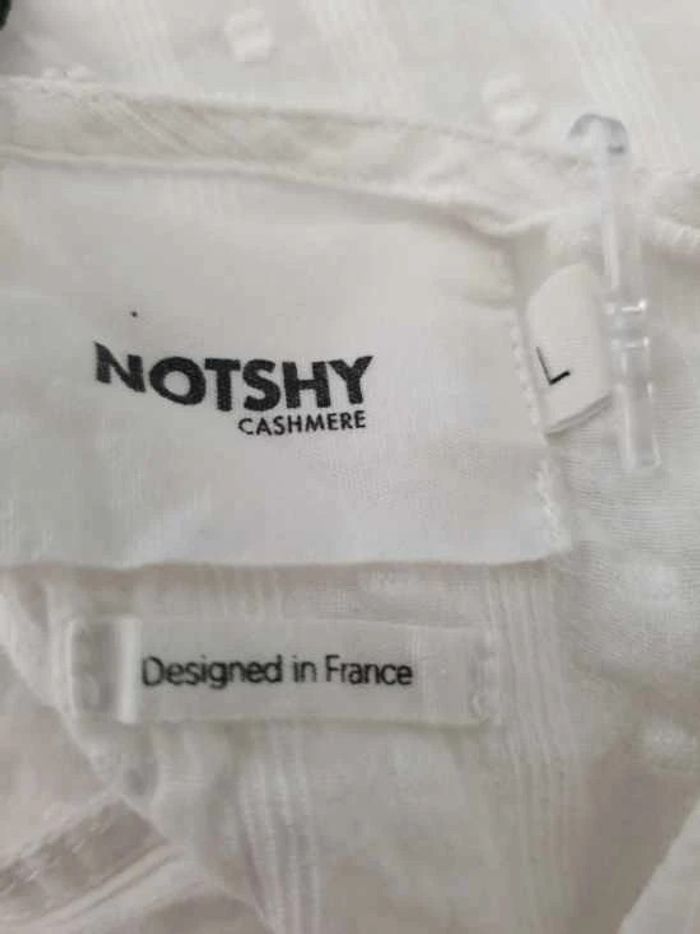 NOTSHY
CASHMERE
L
Designed in France